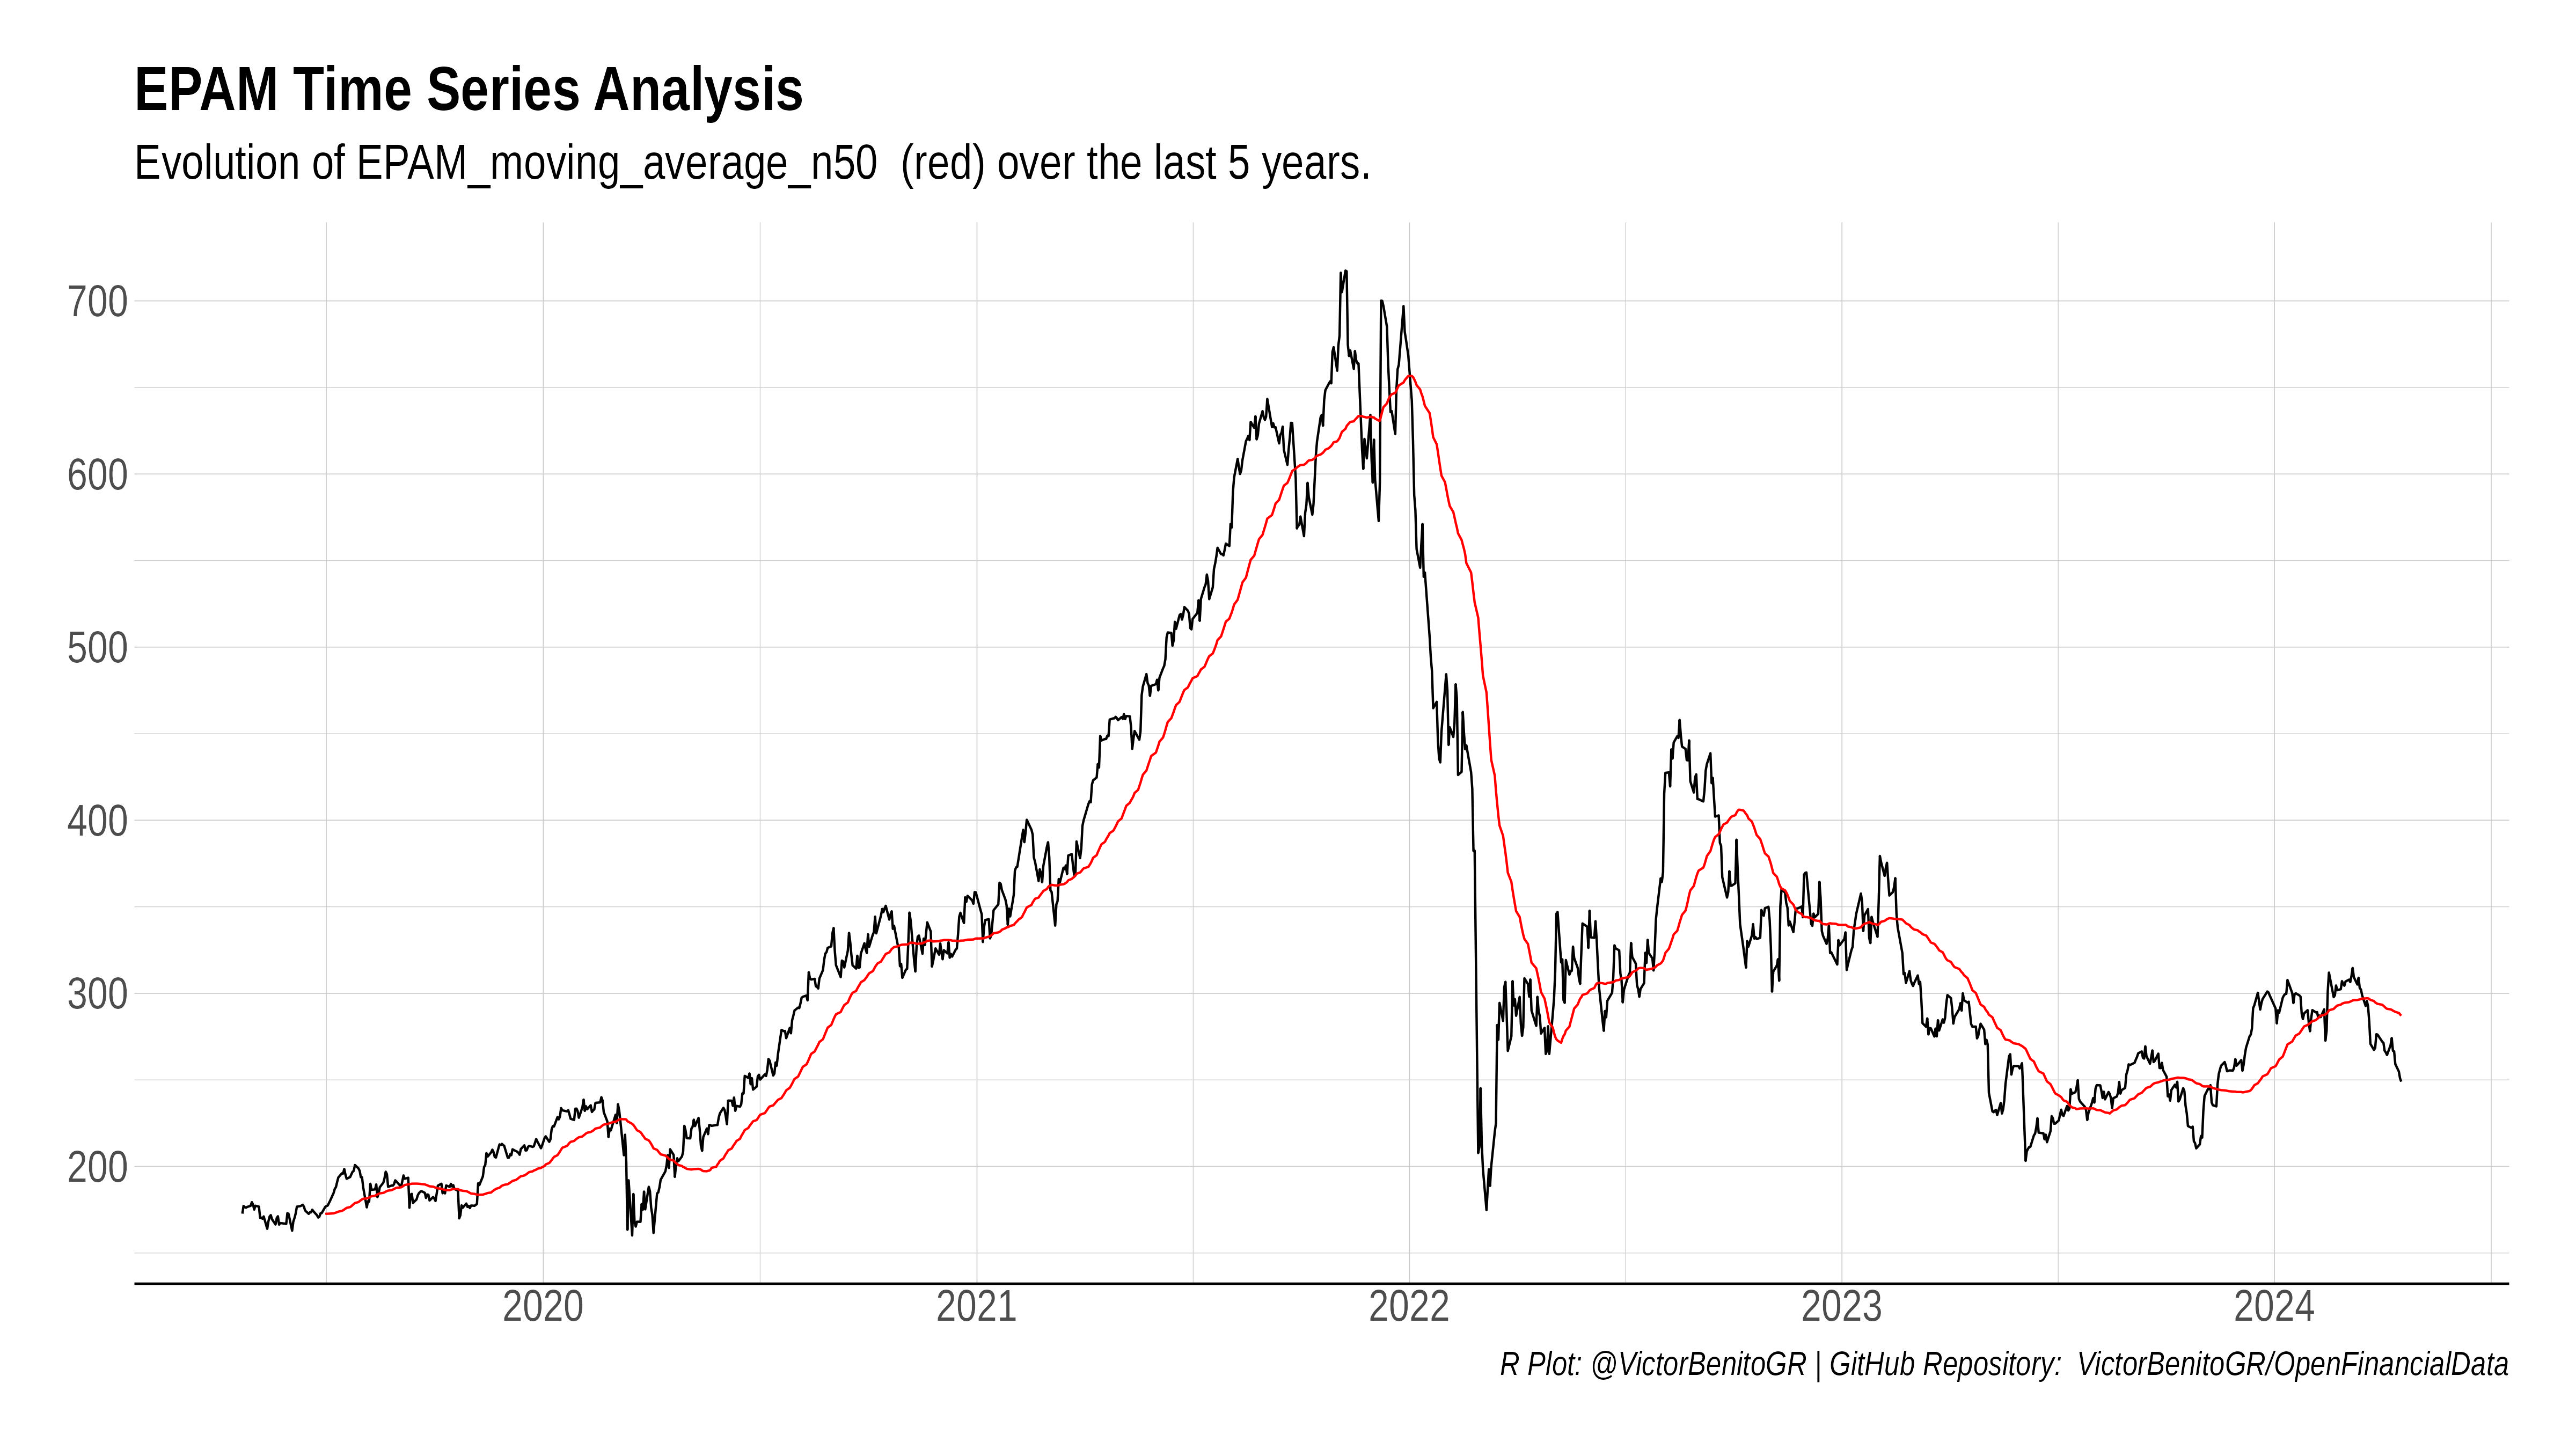 EPAM Time Series Analysis
Evolution of EPAM_moving_average_n50  (red) over the last 5 years.
700
600
500
400
300
200
2020 2021 2022 2023 2024
R Plot: @VictorBenitoGR | GitHub Repository:  VictorBenitoGR/OpenFinancialData